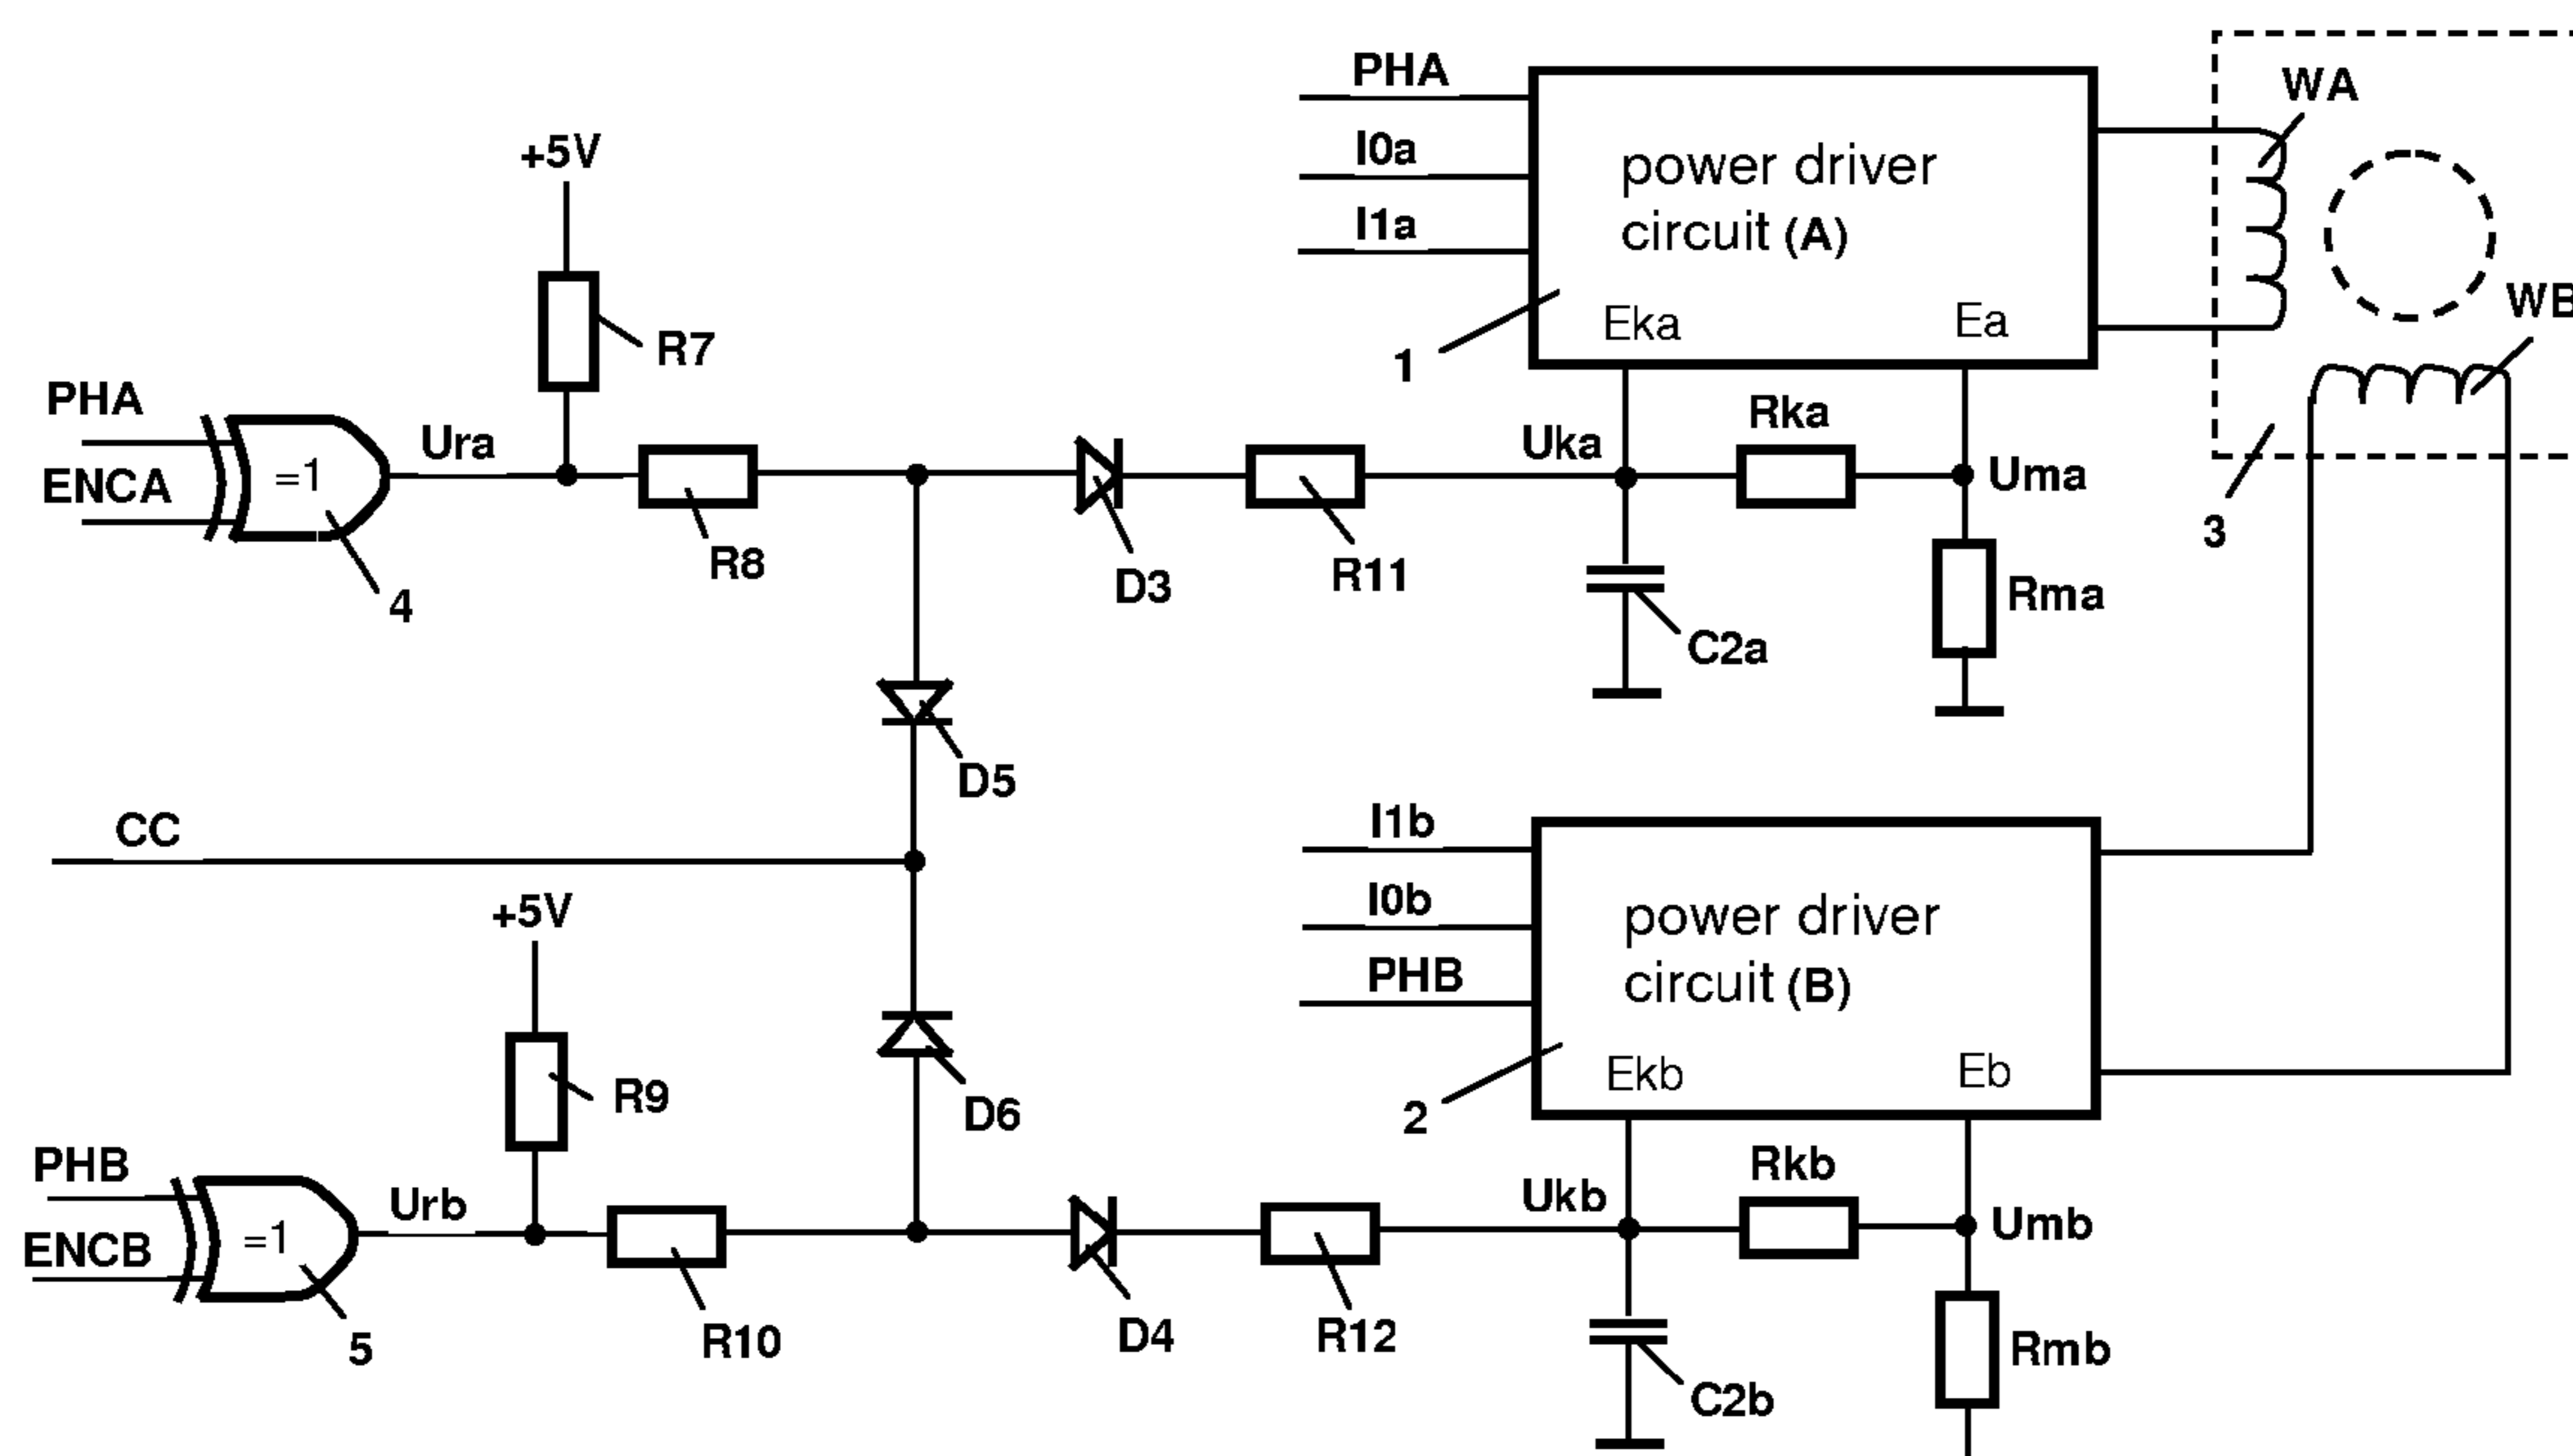 PHA
I0a
I1a
power driver
circuit (A)
Eka
Ea
1
WA
WB
3
+5V
R7
PHA
ENCA
=1
4
Ura
R8
D3
R11
Uka
Rka
Uma
C2a
Rma
D5
CC
D6
I1b
I0b
PHB
power driver
circuit (B)
Ekb
Eb
2
+5V
R9
PHB
ENCB
=1
5
Urb
R10
D4
R12
Ukb
Rkb
Umb
C2b
Rmb